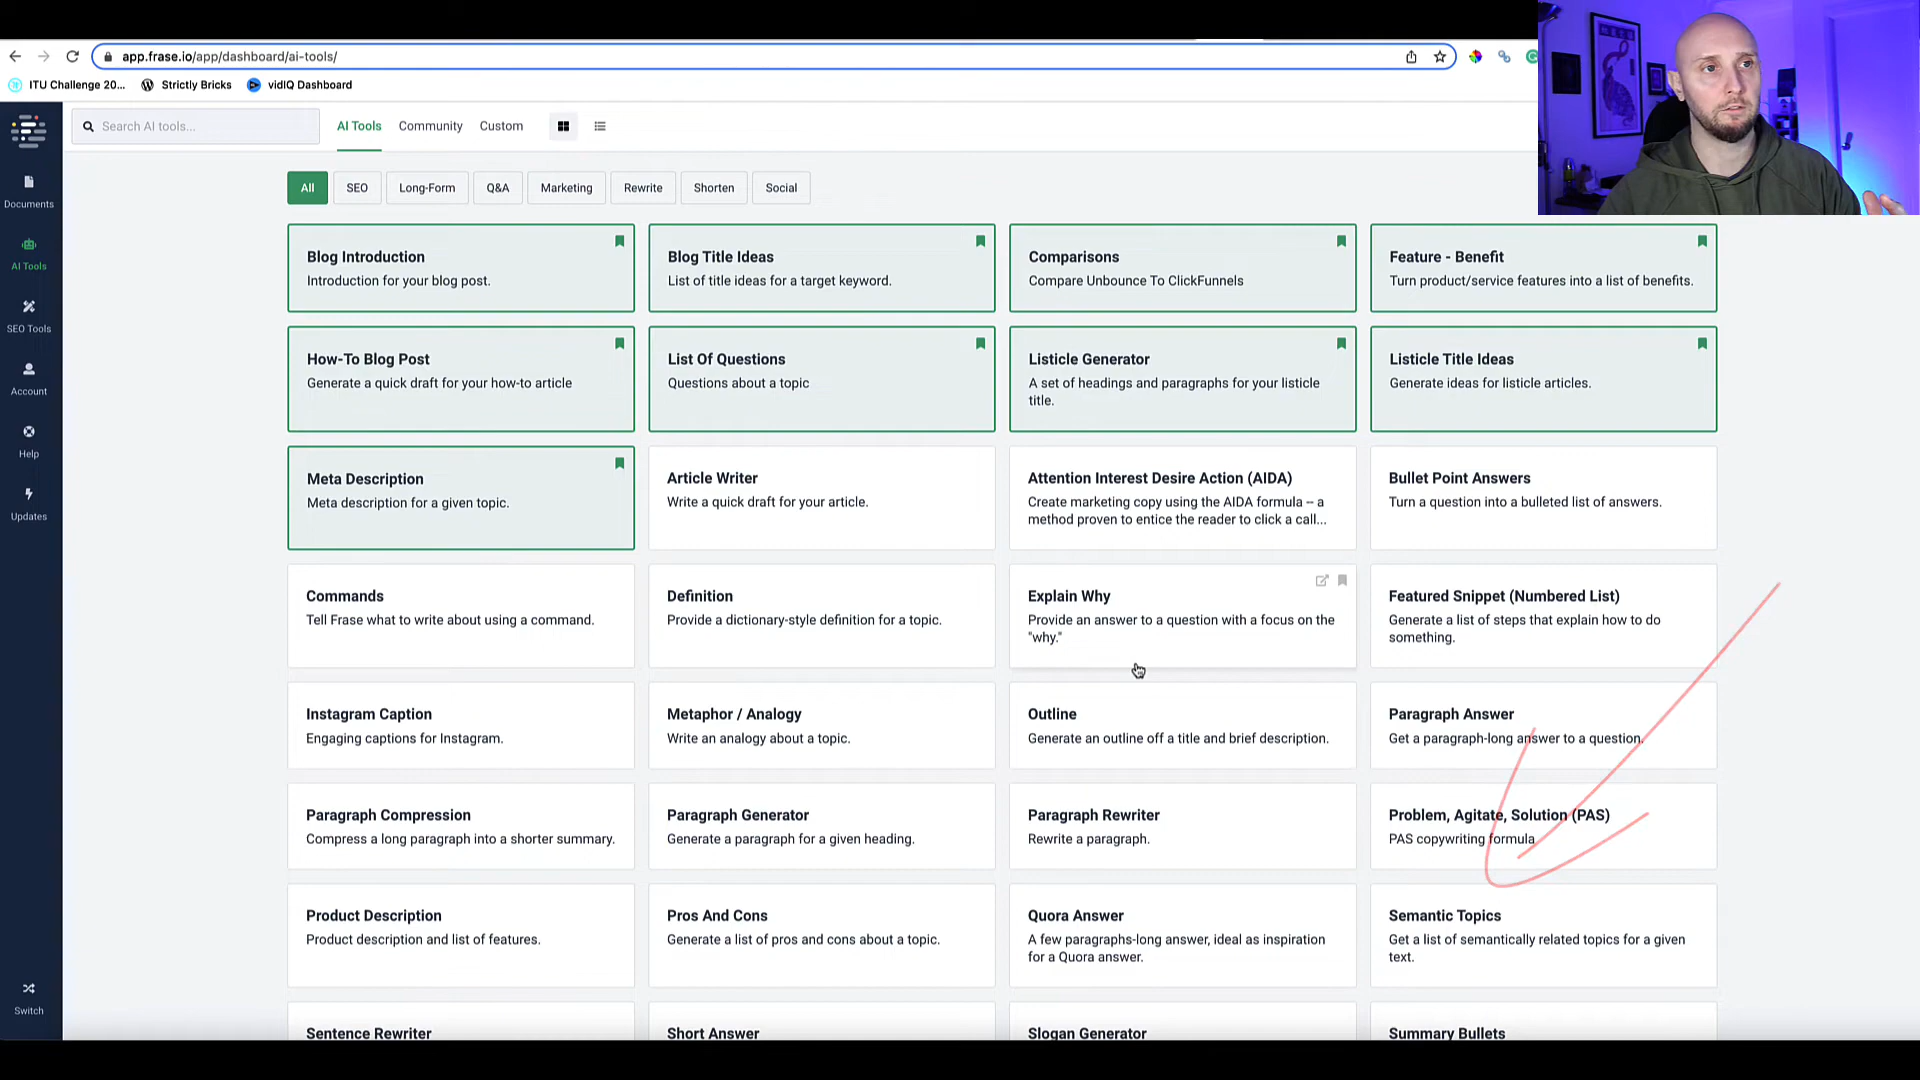 app.frase.io/app/dashboard/ai-tools/
ITU Challenge 20... Strictly Bricks vidIQ Dashboard
Search AI tools... AI Tools Community Custom
Documents
AI Tools
SEO Tools
Account
Help
Updates
Switch
All SEO Long-Form Q&A Marketing Rewrite Shorten Social
Blog Introduction
Introduction for your blog post.
Blog Title Ideas
List of title ideas for a target keyword.
Comparisons
Compare Unbounce To ClickFunnels
Feature - Benefit
Turn product/service features into a list of benefits.
How-To Blog Post
Generate a quick draft for your how-to article
List Of Questions
Questions about a topic
Listicle Generator
A set of headings and paragraphs for your listicle
title.
Listicle Title Ideas
Generate ideas for listicle articles.
Meta Description
Meta description for a given topic.
Article Writer
Write a quick draft for your article.
Attention Interest Desire Action (AIDA)
Create marketing copy using the AIDA formula -- a
method proven to entice the reader to click a call...
Bullet Point Answers
Turn a question into a bulleted list of answers.
Commands
Tell Frase what to write about using a command.
Definition
Provide a dictionary-style definition for a topic.
Explain Why
Provide an answer to a question with a focus on the
"why."
Featured Snippet (Numbered List)
Generate a list of steps that explain how to do
something.
Instagram Caption
Engaging captions for Instagram.
Metaphor / Analogy
Write an analogy about a topic.
Outline
Generate an outline off a title and brief description.
Paragraph Answer
Get a paragraph-long answer to a question.
Paragraph Compression
Compress a long paragraph into a shorter summary.
Paragraph Generator
Generate a paragraph for a given heading.
Paragraph Rewriter
Rewrite a paragraph.
Problem, Agitate, Solution (PAS)
PAS copywriting formula
Product Description
Product description and list of features.
Pros And Cons
Generate a list of pros and cons about a topic.
Quora Answer
A few paragraphs-long answer, ideal as inspiration
for a Quora answer.
Semantic Topics
Get a list of semantically related topics for a given
text.
Sentence Rewriter
Short Answer
Slogan Generator
Summary Bullets